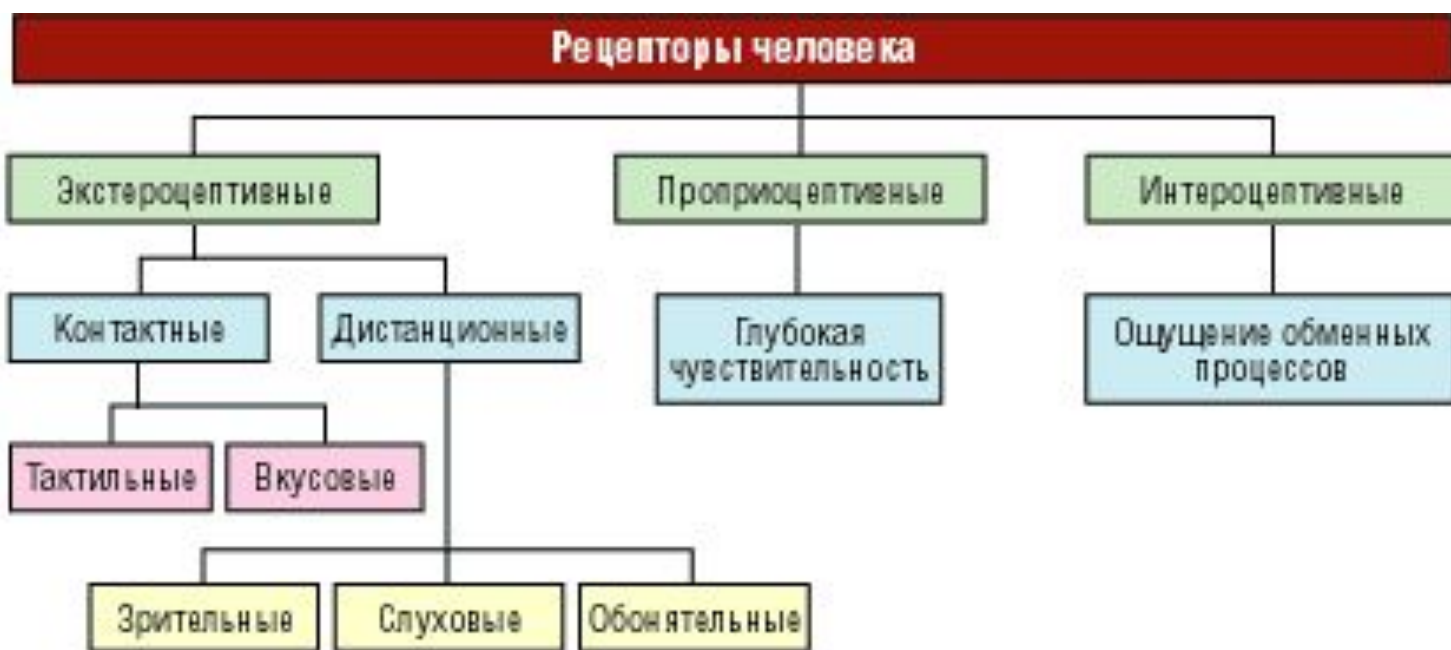 Рецепторы человека
Экстероцептивные
Проприоцептивные
Интероцептивные
Контактные
Дистанционные
Глубокая
чувствительность
Ощущение обменных
процессов
Тактильные
Вкусовые
Зрительные
Слуховые
Обонятельные